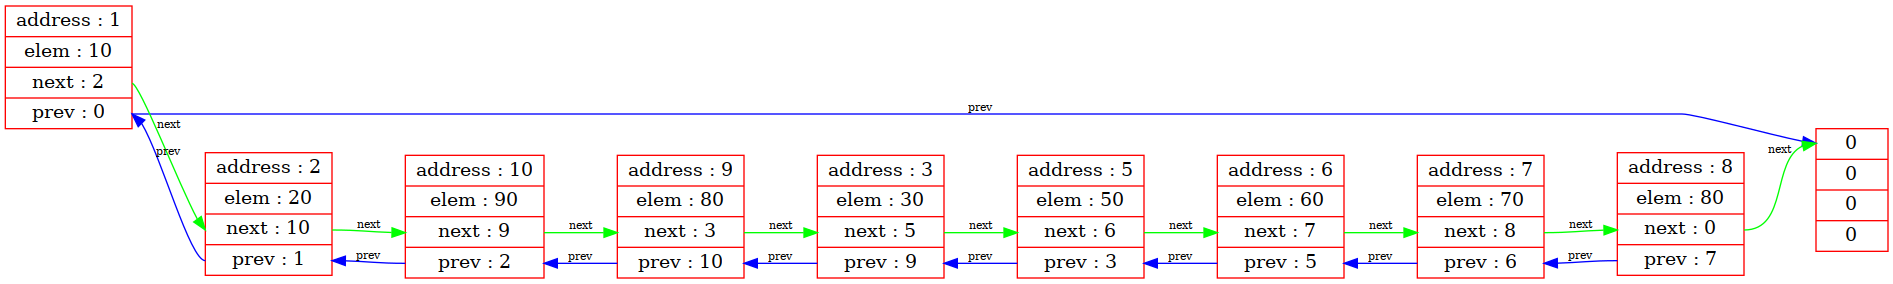 address : 1
elem : 10
next : 2
prev : 0
next
prev
prev
address : 2
elem : 20
next : 10
prev : 1
next
prev
address : 10
elem : 90
next : 9
prev : 2
next
prev
address : 9
elem : 80
next : 3
prev : 10
next
prev
address : 3
elem : 30
next : 5
prev : 9
next
prev
address : 5
elem : 50
next : 6
prev : 3
next
prev
address : 6
elem : 60
next : 7
prev : 5
next
prev
address : 7
elem : 70
next : 8
prev : 6
next
prev
address : 8
elem : 80
next : 0
prev : 7
next
0
0
0
0